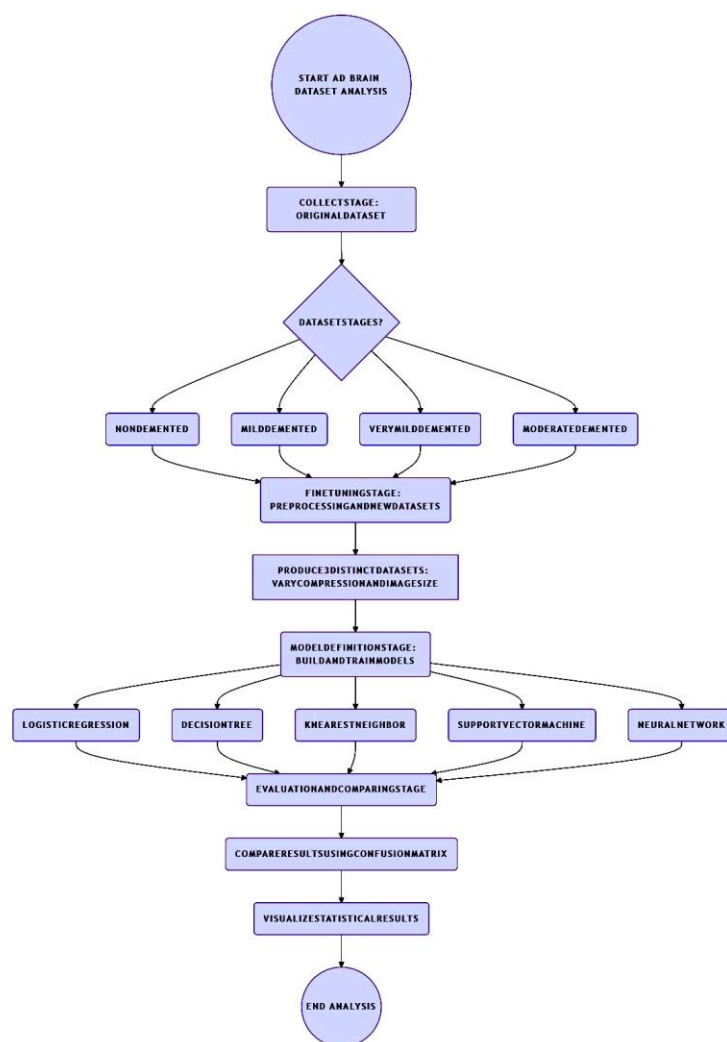 START AD BRAIN
DATASET ANALYSIS
COLLECTSTAGE:
ORIGINALDATASET
DATASETSTAGES?
NONDEMENTED
MILDDEMENTED
VERYMILDDEMENTED
MODERATEDEMENTED
FINETUNINGSTAGE:
PREPROCESSINGANDNEWDATASETS
PRODUCE3DISTINCTDATASETS:
VARYCOMPRESSIONANDIMAGESIZE
MODELDEFINITIONSTAGE:
BUILDANDTRAINMODELS
LOGISTICREGRESSION
DECISIONTREE
KNEARESTNEIGHBOR
SUPPORTVECTORMACHINE
NEURALNETWORK
EVALUATIONANDCOMPARINGSTAGE
COMPARERESULTSUSINGCONFUSIONMATRIX
VISUALIZESTATISTICALRESULTS
END ANALYSIS